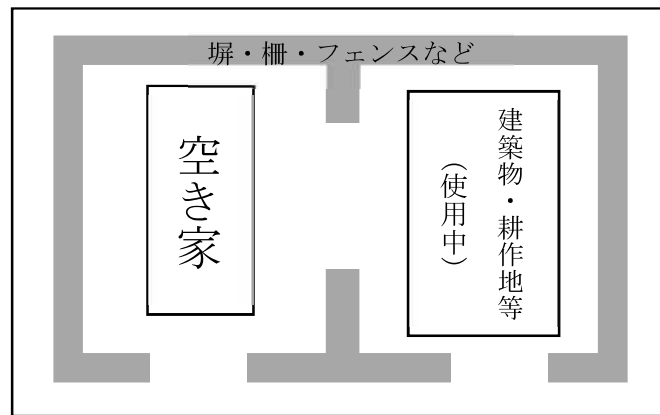 塀・柵・フェンスなど
空き家
建築物・耕作地等
（使用中）